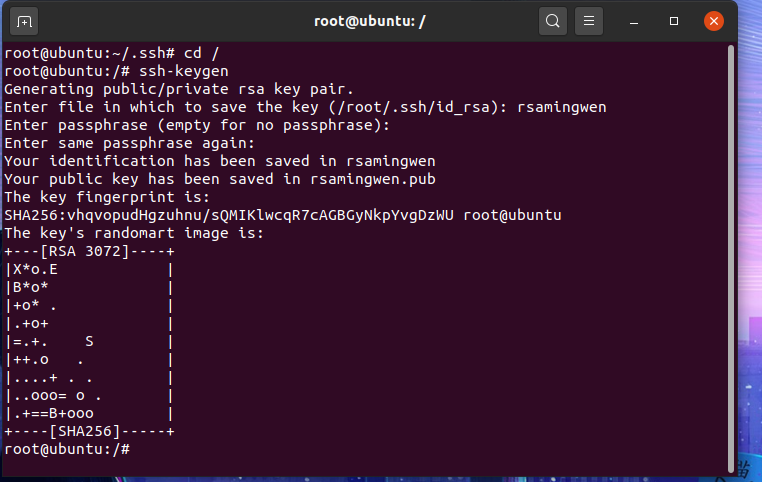 root@ubuntu: /
root@ubuntu:~/.ssh# cd /
root@ubuntu:/# ssh-keygen
Generating public/private rsa key pair.
Enter file in which to save the key (/root/.ssh/id_rsa): rsamingwen
Enter passphrase (empty for no passphrase):
Enter same passphrase again:
Your identification has been saved in rsamingwen
Your public key has been saved in rsamingwen.pub
The key fingerprint is:
SHA256:vhqvopudHgzuhnu/sQMIKlwcqR7cAGBGyNkpYvgDzWU root@ubuntu
The key's randomart image is:
+---[RSA 3072]----+
|X*o.E            |
|B*o*             |
|+o* .            |
|.+o+             |
|=.+.    S        |
|++.o   .         |
|....+ . .        |
|..ooo= o .       |
|.+==B+ooo        |
+----[SHA256]-----+
root@ubuntu:/#